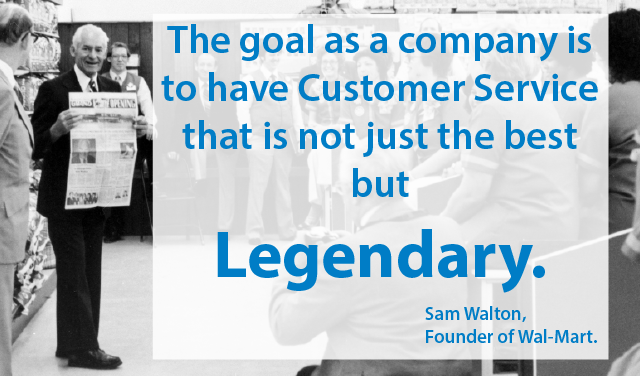 OPENING
The goal as a company is
to have Customer Service
that is not just the best
but
Legendary.
Sam Walton,
Founder of Wal-Mart.